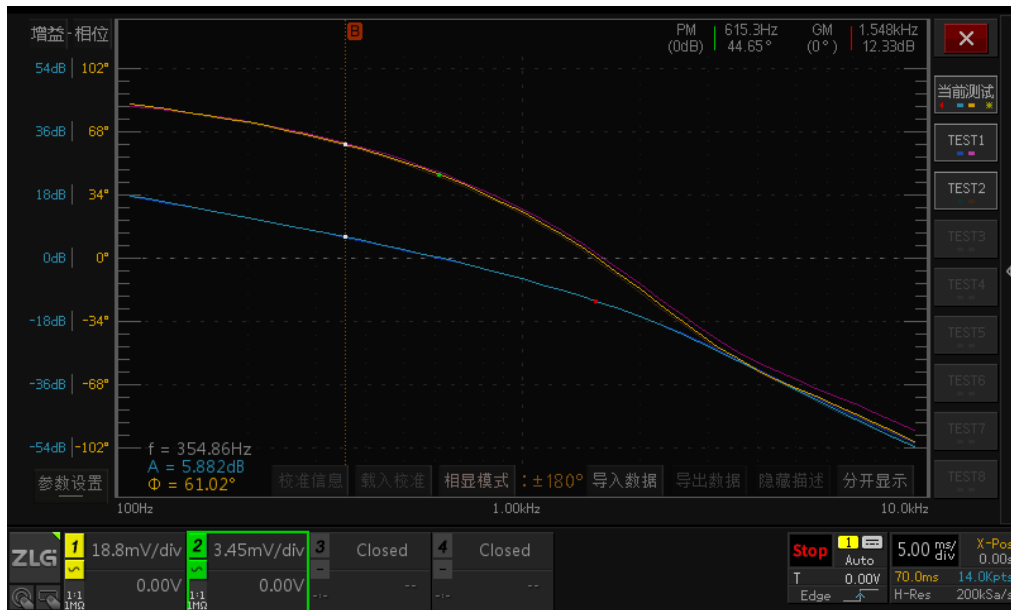 增益-相位
B
PM 615.3Hz GM 1.548kHz
(0dB) 44.65° (0°) 12.33dB
54dB 102°
36dB 68°
18dB 34°
0dB 0°
-18dB -34°
-36dB -68°
-54dB -102°
当前测试
TEST1
TEST2
TEST3
TEST4
TEST5
TEST6
TEST7
TEST8
f = 354.86Hz
A = 5.882dB
Φ = 61.02°
参数设置
校准信息 载入校准 相显模式 :±180° 导入数据 导出数据 隐藏描述 分开显示
100Hz 1.00kHz 10.0kHz
ZLG
1 18.8mV/div
0.00V
1:1
1MΩ
2 3.45mV/div
0.00V
1:1
1MΩ
3 Closed
--
-:-
4 Closed
--
-:-
Stop 1 Auto
T 0.00V
Edge
5.00 ms/div X-Pos
0.00s
70.0ms 14.0Kpts
H-Res 200kSa/s